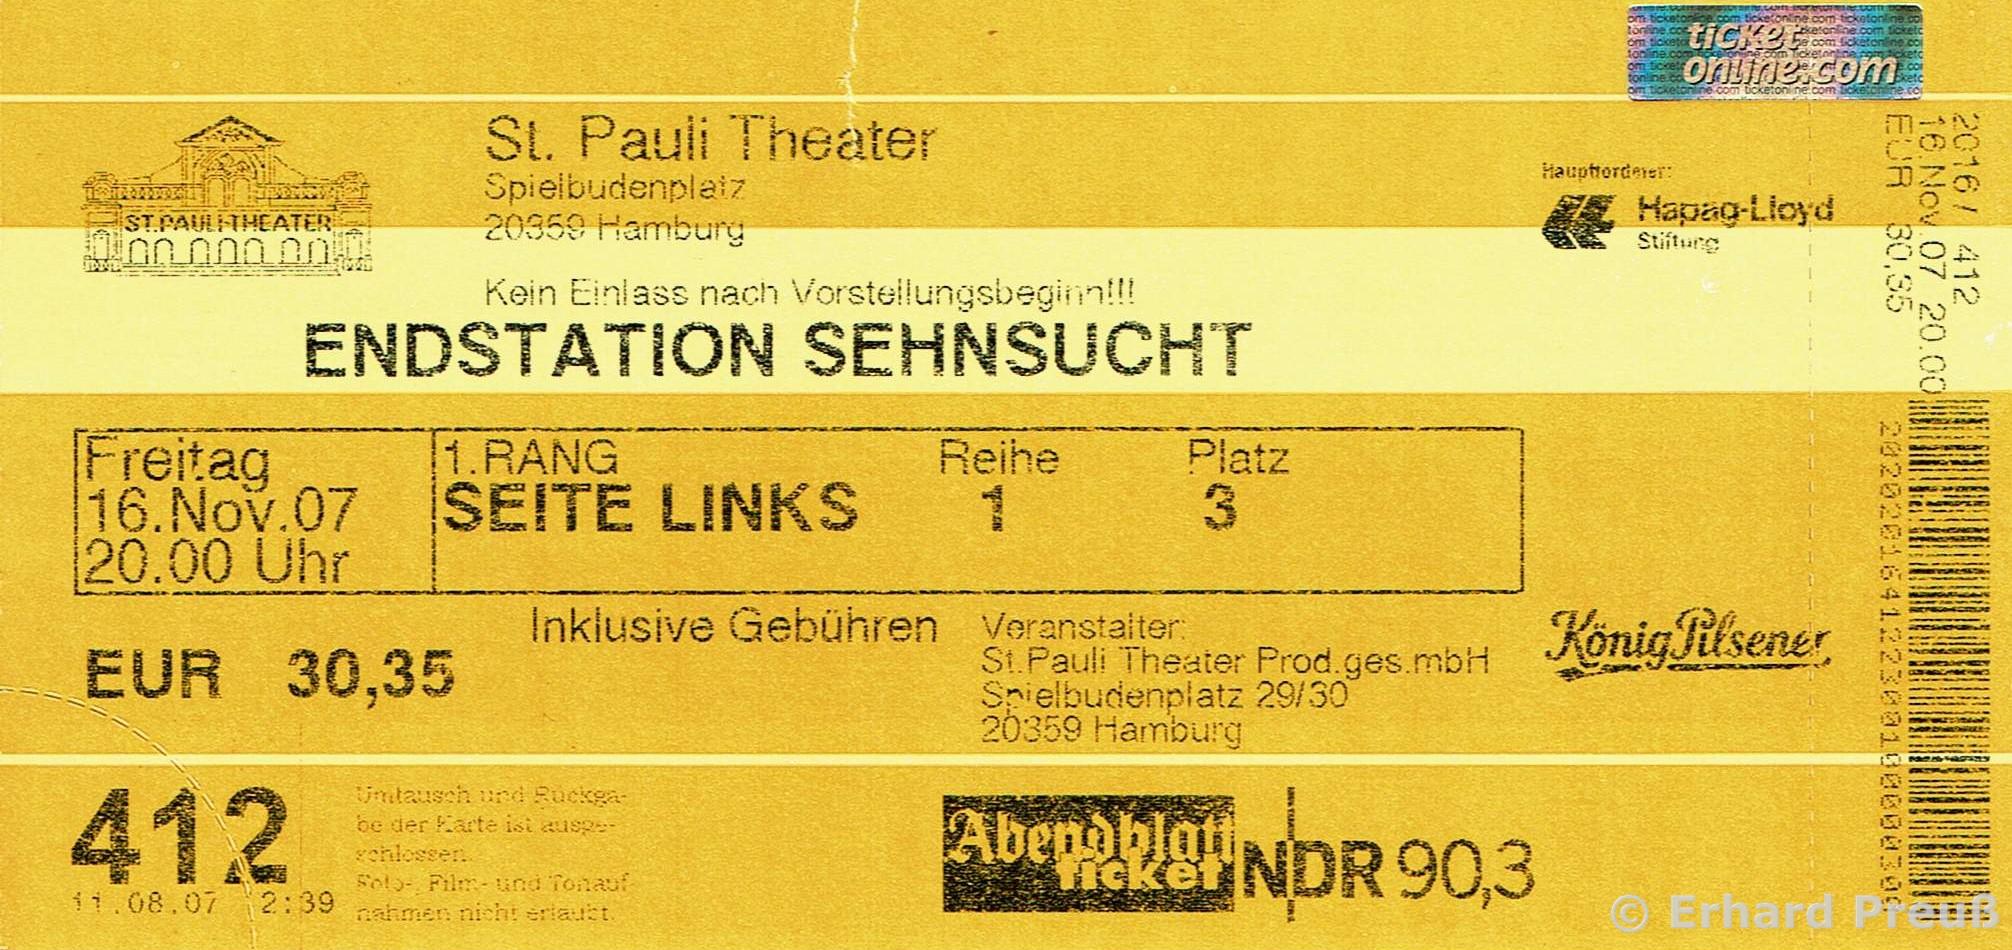 ticket
online.com
St. Pauli Theater
Spielbudenplatz
20359 Hamburg
ST. PAULI-THEATER
Hauptförderer:
Hapag-Lloyd
Stiftung
Kein Einlass nach Vorstellungsbeginn!!!
ENDSTATION SEHNSUCHT
Freitag
16.Nov.07
20.00 Uhr
1.RANG
SEITE LINKS
Reihe
1
Platz
3
Inklusive Gebühren
EUR 30,35
Veranstalter:
St.Pauli Theater Prod.ges.mbH
Spielbudenplatz 29/30
20359 Hamburg
König Pilsener
412
11.08.07 12:39
Umtausch und Rückga-
be der Karte ist ausge-
schlossen.
Foto-, Film- und Tonauf-
nahmen nicht erlaubt.
Abendblatt
Ticket
NDR 90,3
2016/ 412
16.Nov.07 20.00
EUR 30,35
© Erhard Preuß